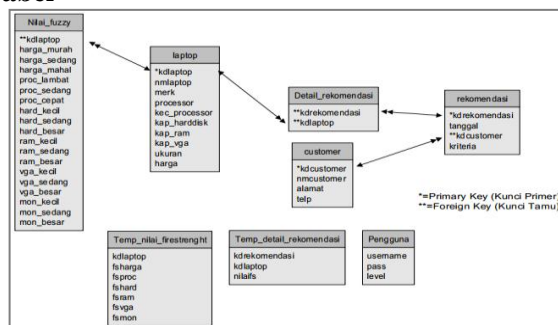 Nilai_fuzzy
**kdlaptop
harga_murah
harga_sedang
harga_mahal
proc_lambat
proc_sedang
proc_cepat
hard_kecil
hard_sedang
hard_besar
ram_kecil
ram_sedang
ram_besar
vga_kecil
vga_sedang
vga_besar
mon_kecil
mon_sedang
mon_besar
laptop
*kdlaptop
nmlaptop
merk
processor
kec_processor
kap_harddisk
kap_ram
kap_vga
ukuran
harga
Detail_rekomendasi
**kdrekomendasi
**kdlaptop
rekomendasi
*kdrekomendasi
tanggal
**kdcustomer
kriteria
customer
*kdcustomer
nmcustomer
alamat
telp
*=Primary Key (Kunci Primer)
**=Foreign Key (Kunci Tamu)
Temp_nilai_firestrenght
kdlaptop
fsharga
fsproc
fshard
fsram
fsvga
fsmon
Temp_detail_rekomendasi
kdrekomendasi
kdlaptop
nilaifs
Pengguna
username
pass
level